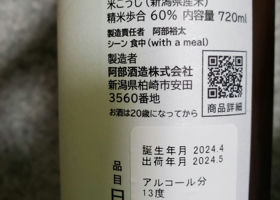 米こうじ(新潟県産米)
精米歩合 60% 内容量 720ml
製造責任者 阿部裕太
シーン 食中(with a meal)
製造者
阿部酒造株式会社
新潟県柏崎市安田
3560番地
詳細
お酒は20歳になってから
誕生年月 2024.4
出荷年月 2024.5
アルコール分
13度
品目
日